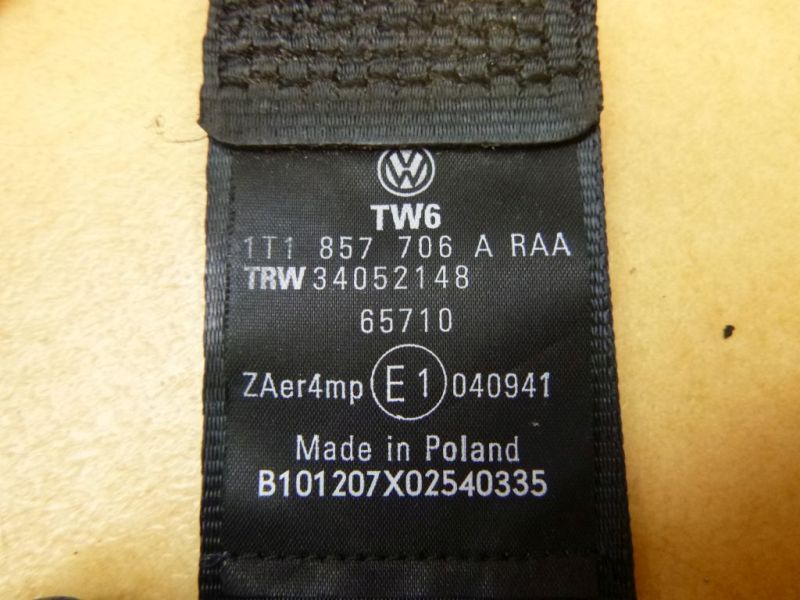 TW6
1T1 857 706 A RAA
TRW 34052148
65710
ZAer4mp E1 040941
Made in Poland
B101207X02540335